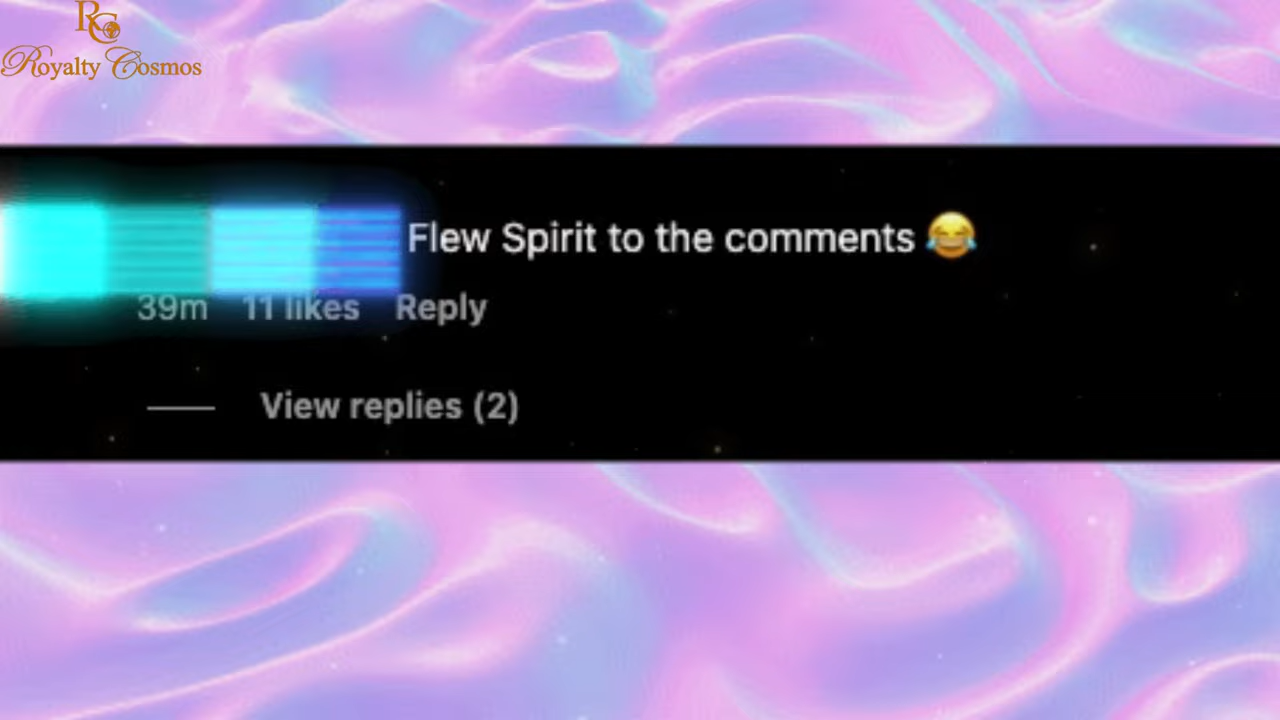 RC
Royalty Cosmos
Flew Spirit to the comments 😂
39m 11 likes Reply
View replies (2)